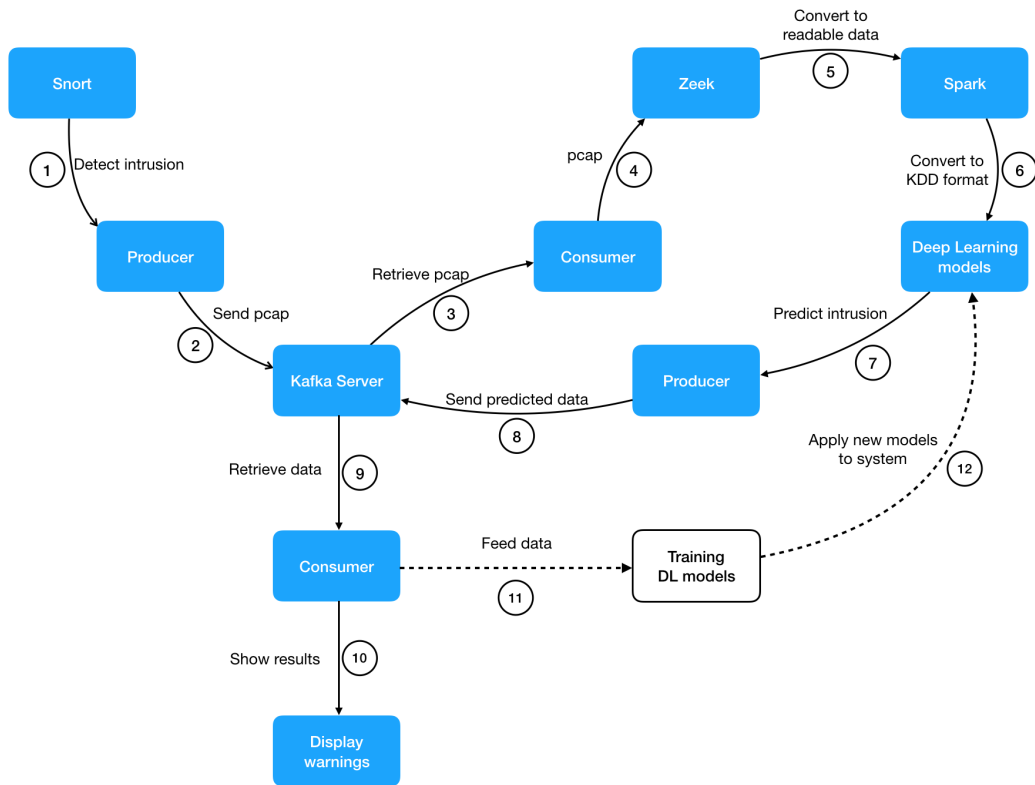 Convert to
readable data
Snort
Zeek
5
Spark
1
Detect intrusion
pcap
4
Convert to
KDD format
6
Producer
Consumer
Deep Learning
models
Retrieve pcap
3
Send pcap
2
Predict intrusion
7
Kafka Server
Producer
Send predicted data
8
Apply new models
to system
12
Retrieve data
9
Consumer
Feed data
11
Training
DL models
Show results
10
Display
warnings